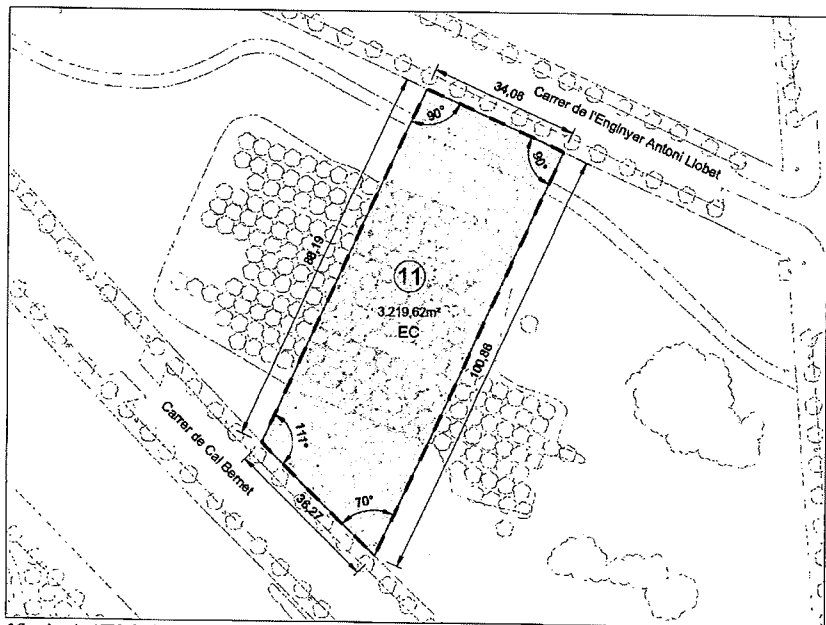 34,06
Carrer de l'Enginyer Antoni Llobet
90°
90°
88,19
11
3.219,62m²
EC
100,86
111°
Carrer de Cal Bernet
36,27
70°